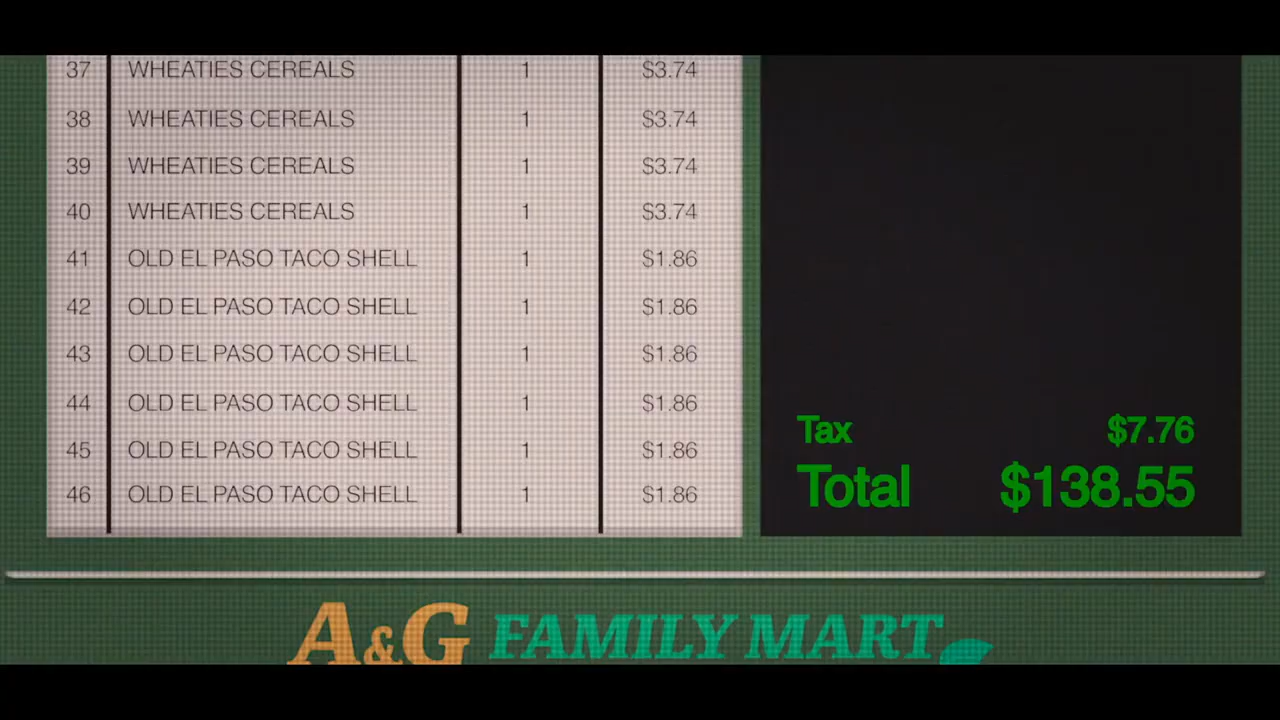 37 WHEATIES CEREALS 1 $3.74
38 WHEATIES CEREALS 1 $3.74
39 WHEATIES CEREALS 1 $3.74
40 WHEATIES CEREALS 1 $3.74
41 OLD EL PASO TACO SHELL 1 $1.86
42 OLD EL PASO TACO SHELL 1 $1.86
43 OLD EL PASO TACO SHELL 1 $1.86
44 OLD EL PASO TACO SHELL 1 $1.86
45 OLD EL PASO TACO SHELL 1 $1.86
46 OLD EL PASO TACO SHELL 1 $1.86
Tax $7.76
Total $138.55
A&G FAMILY MART